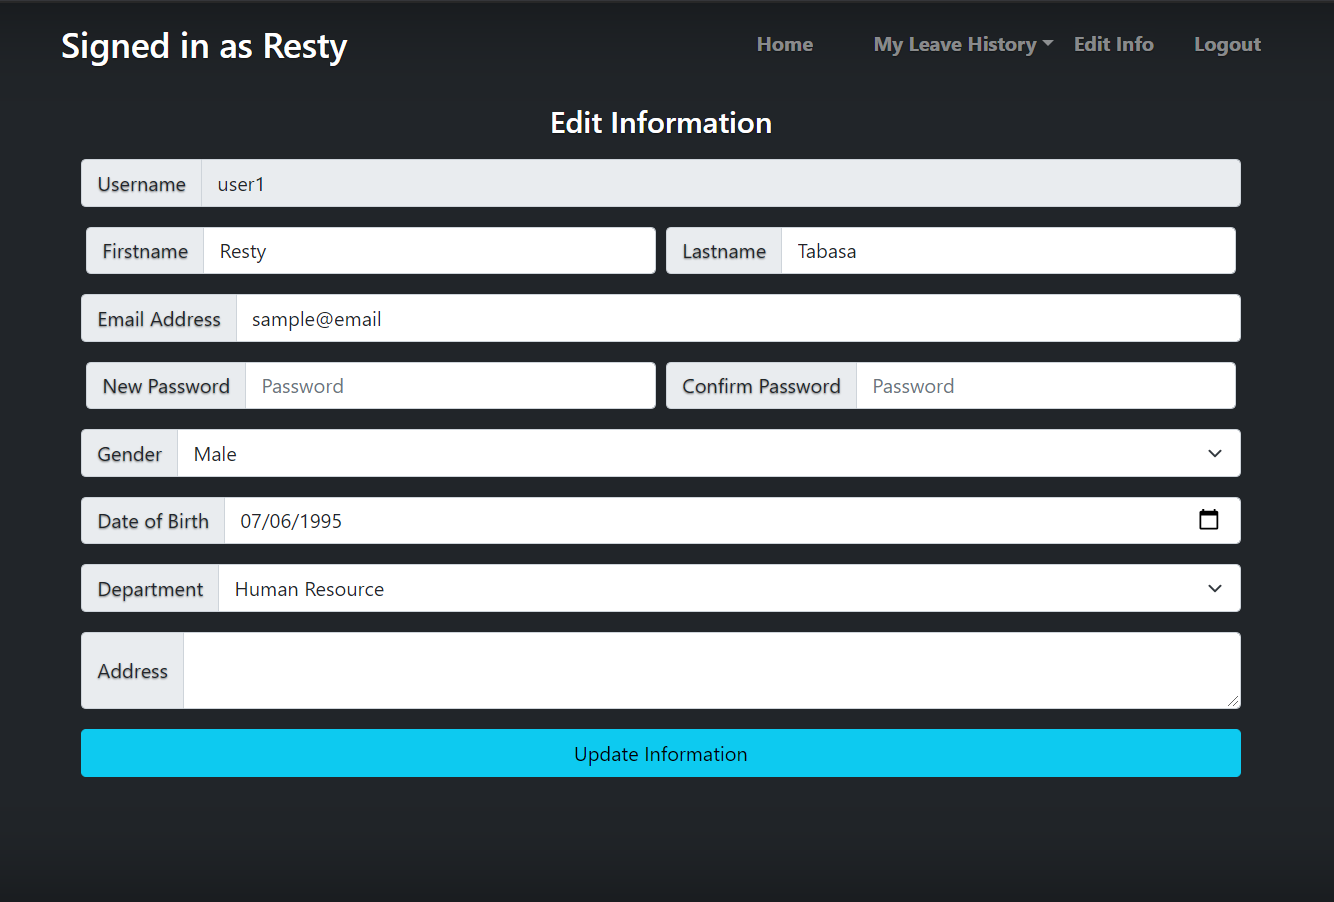 Signed in as Resty
Home My Leave History Edit Info Logout
Edit Information
Username user1
Firstname Resty Lastname Tabasa
Email Address sample@email
New Password Password Confirm Password Password
Gender Male
Date of Birth 07/06/1995
Department Human Resource
Address
Update Information